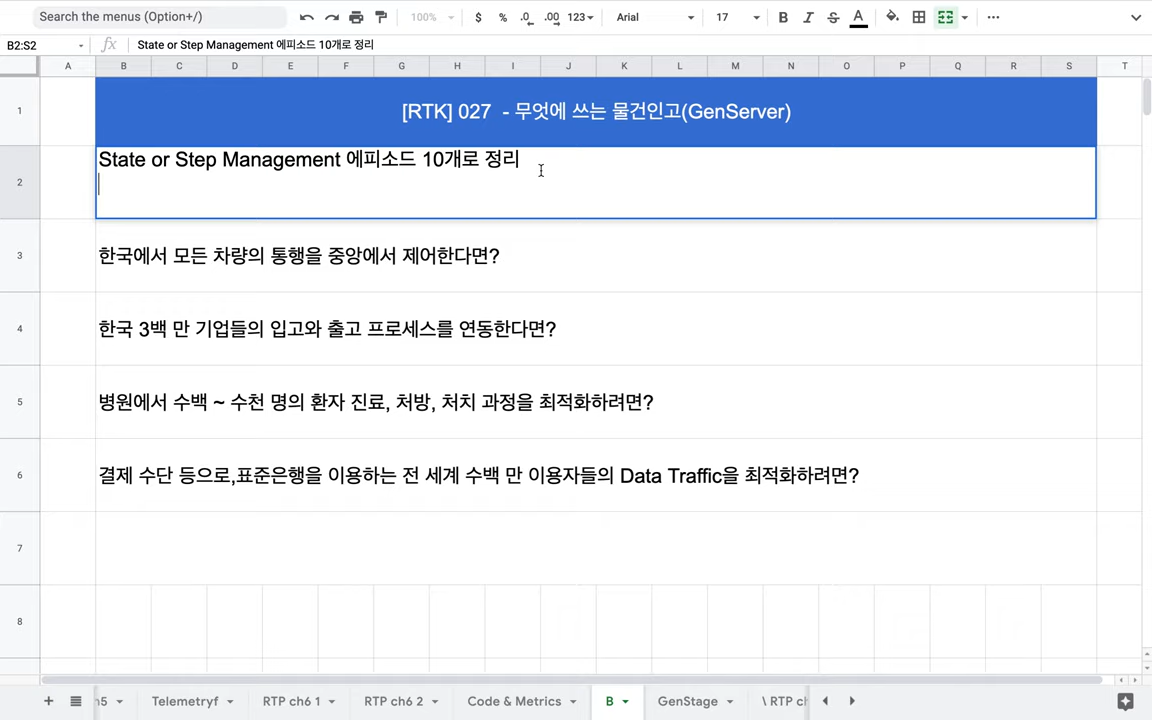 Search the menus (Option+/)
100%
$ % .0 .00 123 Arial 17 B I S A
B2:S2 fx State or Step Management 에피소드 10개로 정리
A B C D E F G H I J K L M N O P Q R S T
1 [RTK] 027 - 무엇에 쓰는 물건인고(GenServer)
2 State or Step Management 에피소드 10개로 정리
3 한국에서 모든 차량의 통행을 중앙에서 제어한다면?
4 한국 3백 만 기업들의 입고와 출고 프로세스를 연동한다면?
5 병원에서 수백 ~ 수천 명의 환자 진료, 처방, 처치 과정을 최적화하려면?
6 결제 수단 등으로,표준은행을 이용하는 전 세계 수백 만 이용자들의 Data Traffic을 최적화하려면?
7
8
Telemetryf RTP ch6 1 RTP ch6 2 Code & Metrics B GenStage \ RTP ch